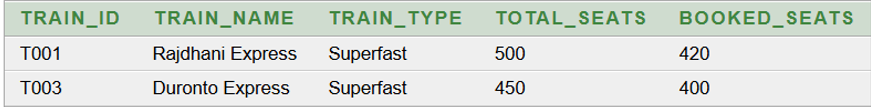 TRAIN_ID TRAIN_NAME TRAIN_TYPE TOTAL_SEATS BOOKED_SEATS
T001 Rajdhani Express Superfast 500 420
T003 Duronto Express Superfast 450 400